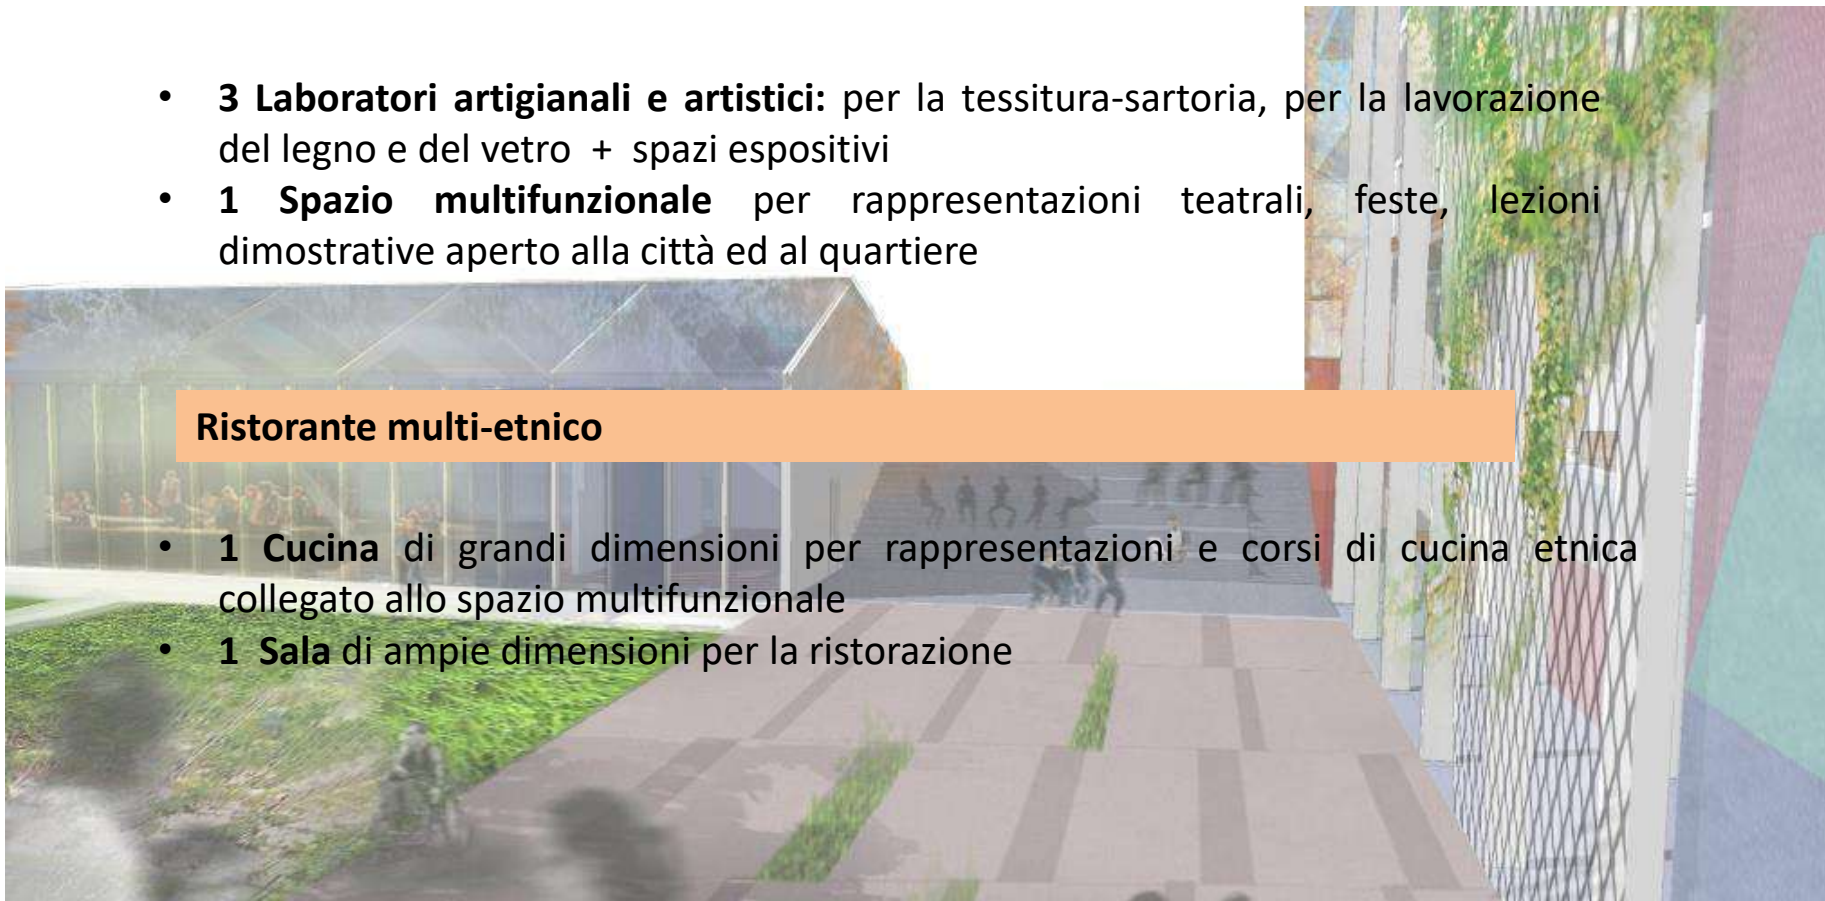 • 3 Laboratori artigianali e artistici: per la tessitura-sartoria, per la lavorazione
del legno e del vetro + spazi espositivi
• 1 Spazio multifunzionale per rappresentazioni teatrali, feste, lezioni
dimostrative aperto alla città ed al quartiere
Ristorante multi-etnico
• 1 Cucina di grandi dimensioni per rappresentazioni e corsi di cucina etnica
collegato allo spazio multifunzionale
• 1 Sala di ampie dimensioni per la ristorazione